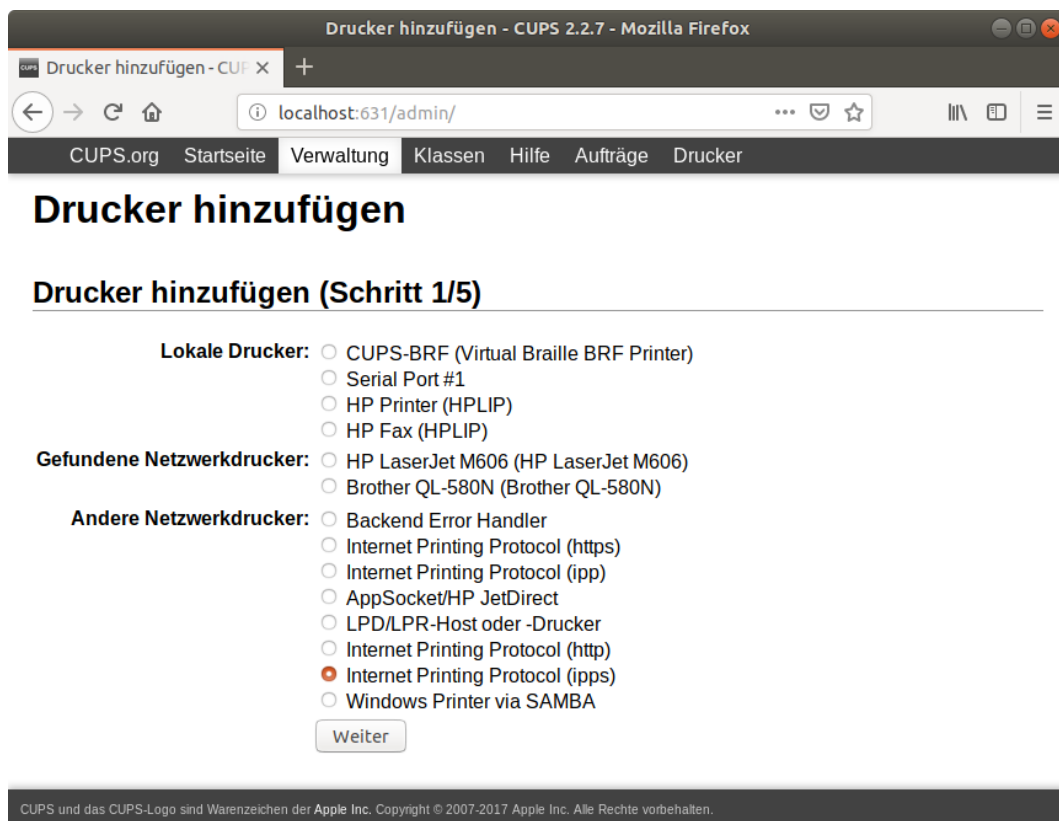 Drucker hinzufügen - CUPS 2.2.7 - Mozilla Firefox
CUPS Drucker hinzufügen - CUP
localhost:631/admin/
CUPS.org Startseite Verwaltung Klassen Hilfe Aufträge Drucker
Drucker hinzufügen
Drucker hinzufügen (Schritt 1/5)
Lokale Drucker: CUPS-BRF (Virtual Braille BRF Printer)
Serial Port #1
HP Printer (HPLIP)
HP Fax (HPLIP)
Gefundene Netzwerkdrucker: HP LaserJet M606 (HP LaserJet M606)
Brother QL-580N (Brother QL-580N)
Andere Netzwerkdrucker: Backend Error Handler
Internet Printing Protocol (https)
Internet Printing Protocol (ipp)
AppSocket/HP JetDirect
LPD/LPR-Host oder -Drucker
Internet Printing Protocol (http)
Internet Printing Protocol (ipps)
Windows Printer via SAMBA
Weiter
CUPS und das CUPS-Logo sind Warenzeichen der Apple Inc. Copyright © 2007-2017 Apple Inc. Alle Rechte vorbehalten.